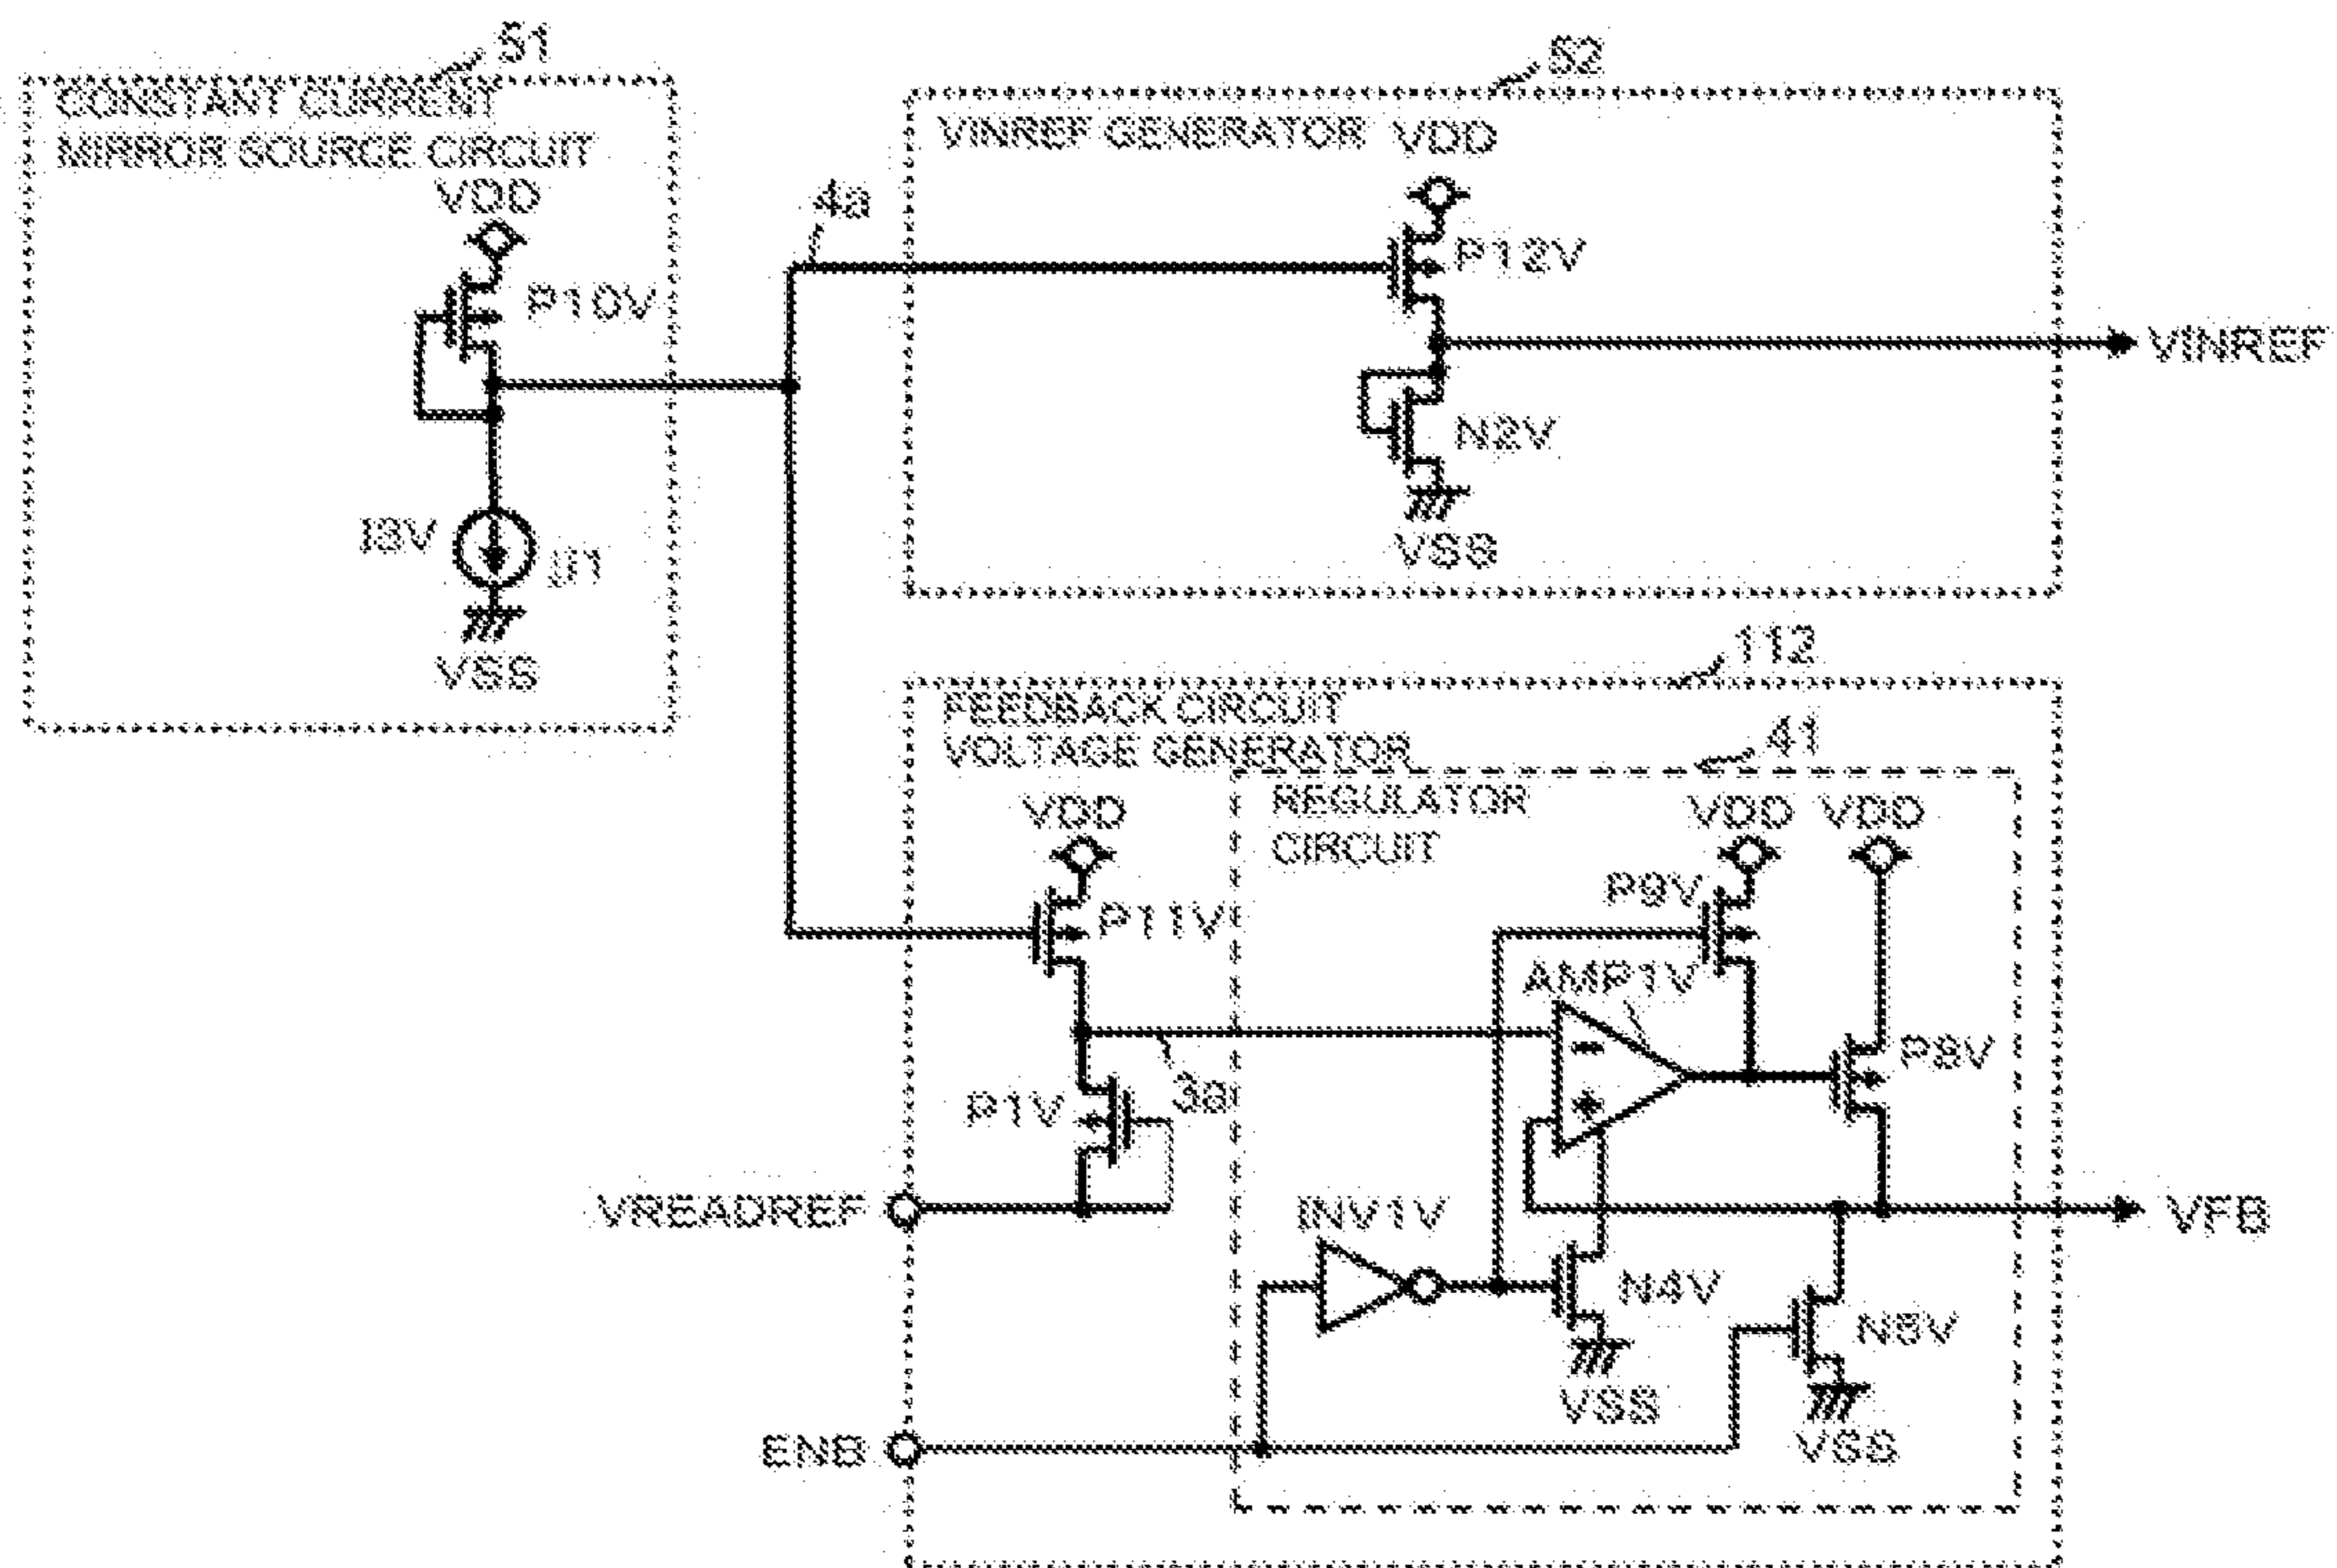 51
CONSTANT CURRENT
MIRROR SOURCE CIRCUIT
VDD
P10V
I3V
VSS
4a
52
VINREF GENERATOR
VDD
P12V
VINREF
N2V
VSS
112
FEEDBACK CIRCUIT
VOLTAGE GENERATOR
41
REGULATOR
CIRCUIT
VDD
VDD
VDD
P11V
P9V
AMP1V
-
+
P8V
P1V
3a
VREADREF
INV1V
VFB
N4V
VSS
N5V
VSS
ENB